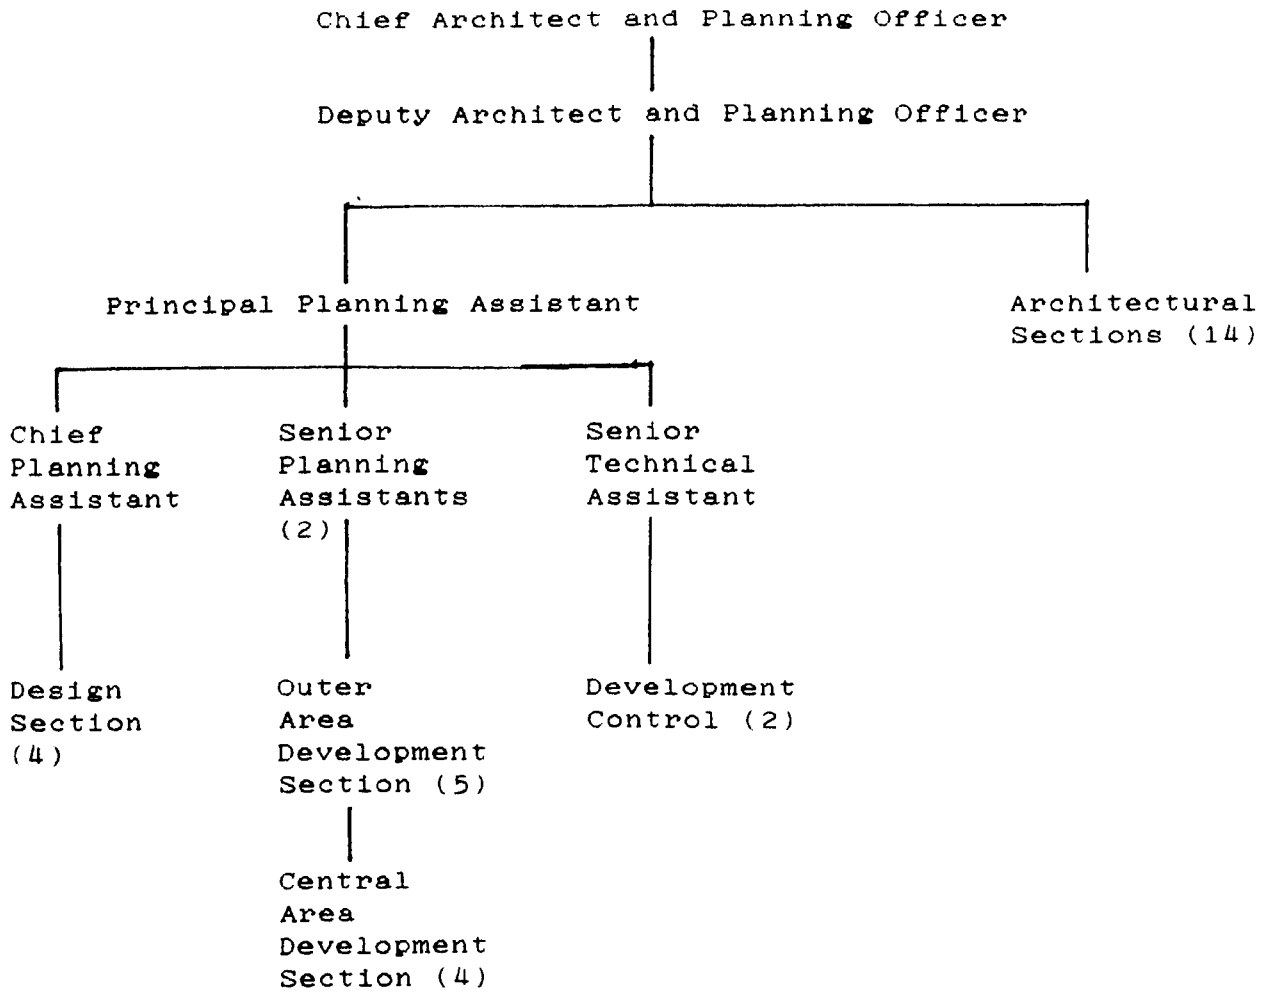 Chief Architect and Planning Officer
Deputy Architect and Planning Officer
Principal Planning Assistant
Architectural
Sections (14)
Chief
Planning
Assistant
Senior
Planning
Assistants
(2)
Senior
Technical
Assistant
Design
Section
(4)
Outer
Area
Development
Section (5)
Development
Control (2)
Central
Area
Development
Section (4)